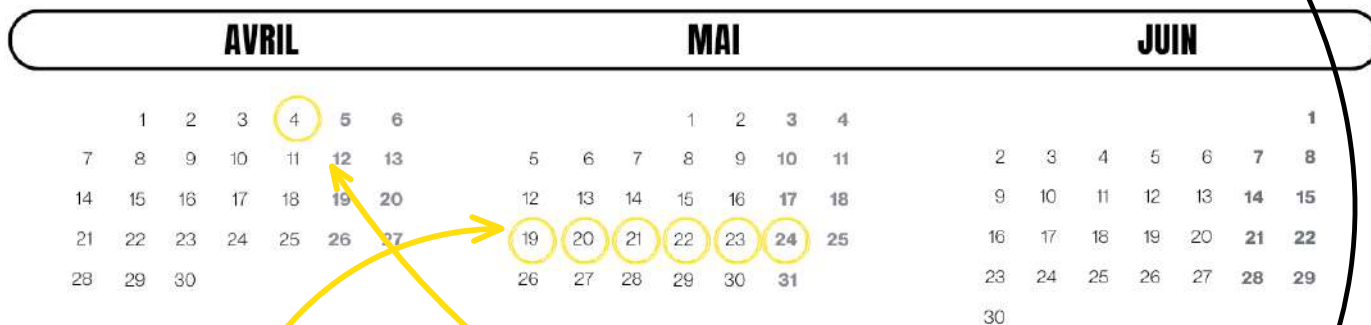 AVRIL
1 2 3 4 5 6
7 8 9 10 11 12 13
14 15 16 17 18 19 20
21 22 23 24 25 26 27
28 29 30
MAI
1 2 3 4
5 6 7 8 9 10 11
12 13 14 15 16 17 18
19 20 21 22 23 24 25
26 27 28 29 30 31
JUIN
1
2 3 4 5 6 7 8
9 10 11 12 13 14 15
16 17 18 19 20 21 22
23 24 25 26 27 28 29
30